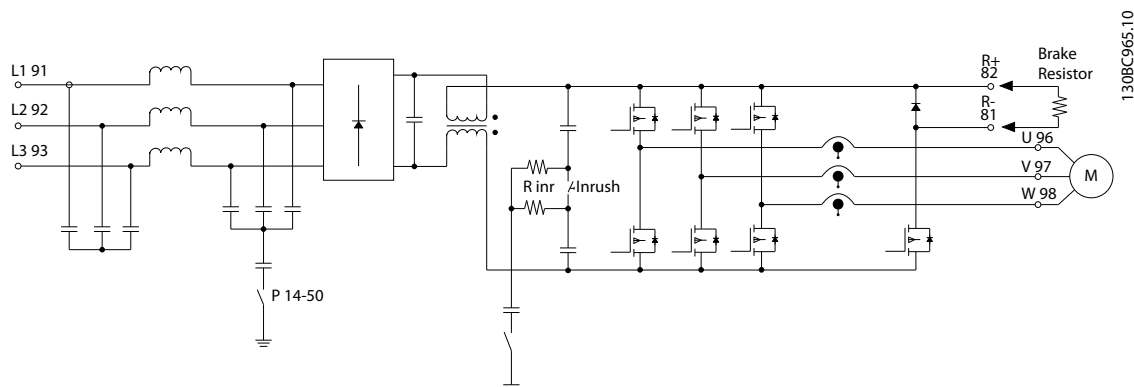 130BC965.10
L1 91
L2 92
L3 93
P 14-50
R inr
Inrush
R+
82
Brake
Resistor
R-
81
U 96
V 97
W 98
M